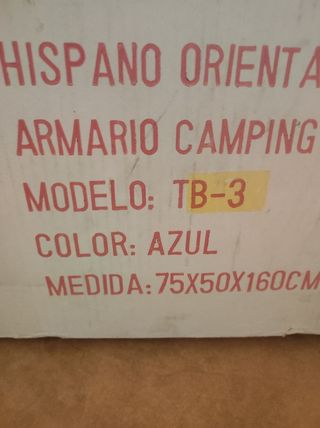 HISPANO ORIENTA
ARMARIO CAMPING
MODELO: TB-3
COLOR: AZUL
MEDIDA: 75X50X160CM